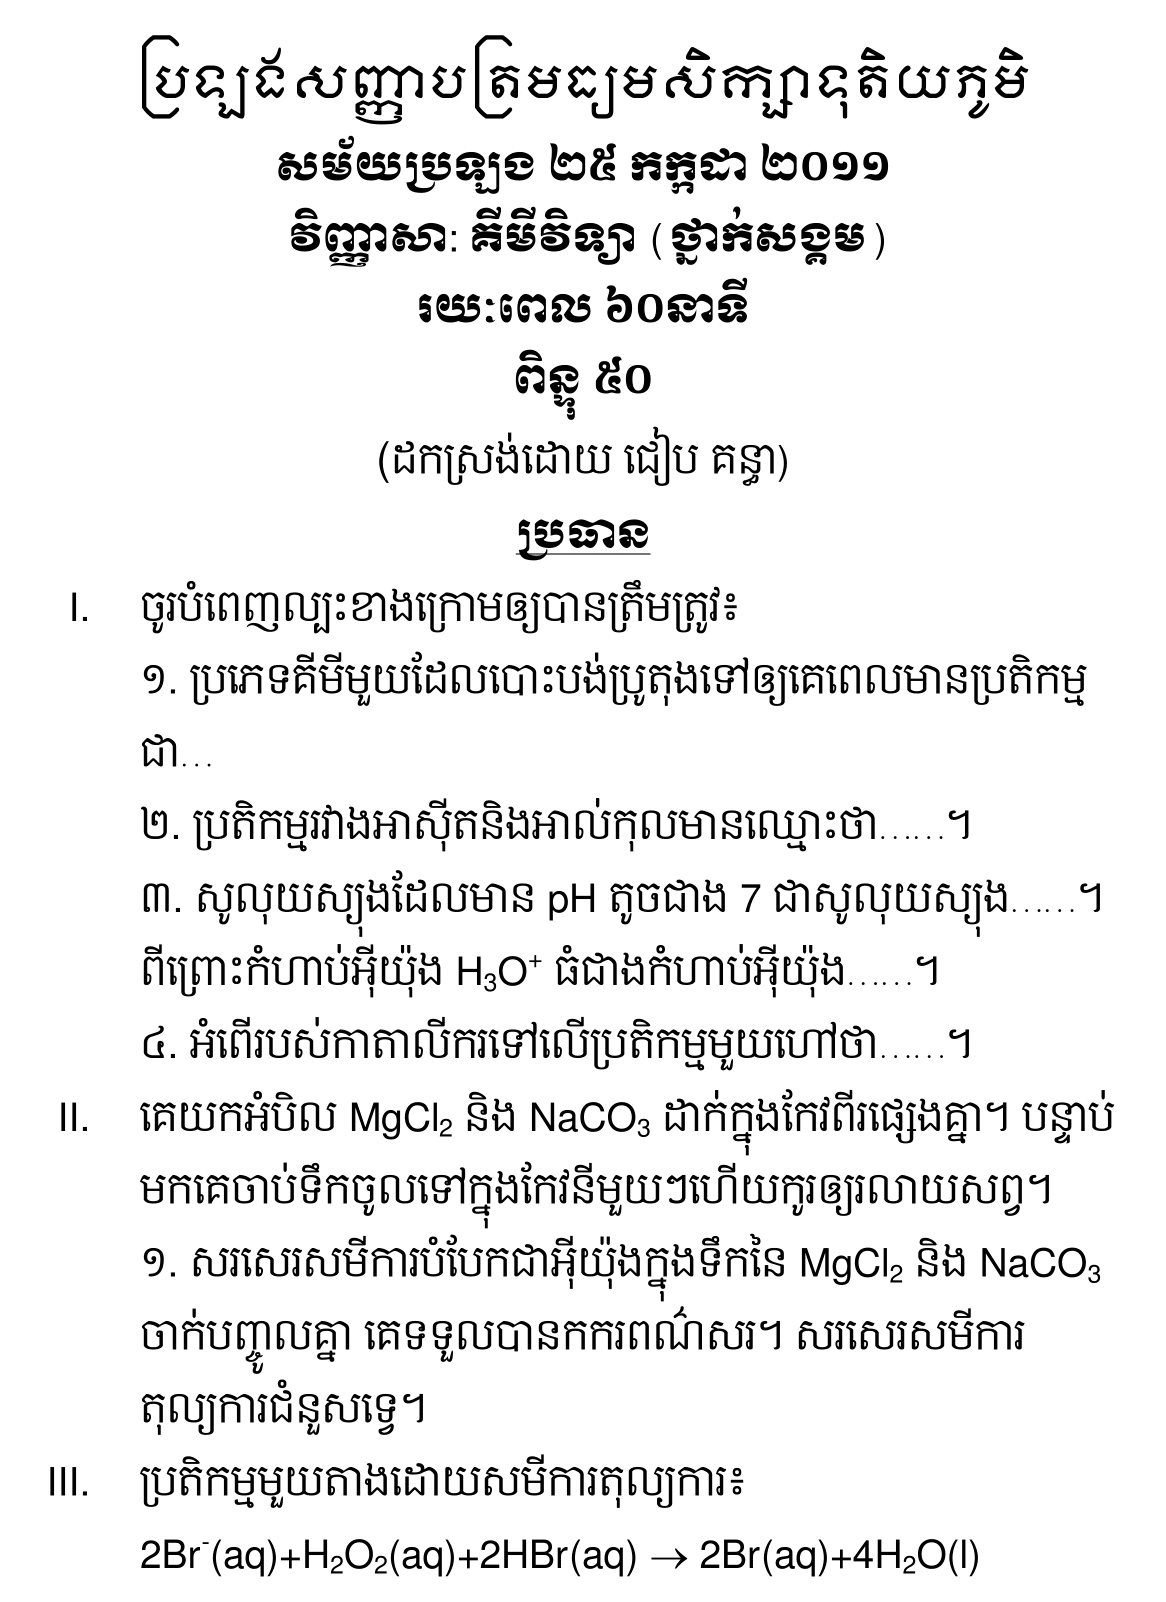 ប្រឡងសញ្ញាបត្រមធ្យមសិក្សាទុតិយភូមិ
សម័យប្រឡង ២៥ កក្កដា ២០១១
វិញ្ញាសា: គីមីវិទ្យា (ថ្នាក់សង្គម)
រយៈពេល ៦០នាទី
ពិន្ទុ ៥០
(ដកស្រង់ដោយ ជៀប គន្ធា)
ប្រធាន
I. ចូរបំពេញល្បះខាងក្រោមឲ្យបានត្រឹមត្រូវ៖
១. ប្រភេទគីមីមួយដែលបោះបង់ប្រូតុងទៅឲ្យគេពេលមានប្រតិកម្ម
ជា…
២. ប្រតិកម្មរវាងអាស៊ីតនិងអាល់កុលមានឈ្មោះថា……។
៣. សូលុយស្យុងដែលមាន pH តូចជាង 7 ជាសូលុយស្យុង……។
ពីព្រោះកំហាប់អ៊ីយ៉ុង H₃O⁺ ធំជាងកំហាប់អ៊ីយ៉ុង……។
៤. អំពើរបស់កាតាលីករទៅលើប្រតិកម្មមួយហៅថា……។
II. គេយកអំបិល MgCl₂ និង NaCO₃ ដាក់ក្នុងកែវពីរផ្សេងគ្នា។ បន្ទាប់
មកគេចាប់ទឹកចូលទៅក្នុងកែវនីមួយៗហើយកូរឲ្យរលាយសព្វ។
១. សរសេរសមីការបំបែកជាអ៊ីយ៉ុងក្នុងទឹកនៃ MgCl₂ និង NaCO₃
ចាក់បញ្ចូលគ្នា គេទទួលបានកករពណ៌សរ។ សរសេរសមីការ
តុល្យការជំនួសទ្វេ។
III. ប្រតិកម្មមួយតាងដោយសមីការតុល្យការ៖
2Br⁻(aq)+H₂O₂(aq)+2HBr(aq) → 2Br(aq)+4H₂O(l)